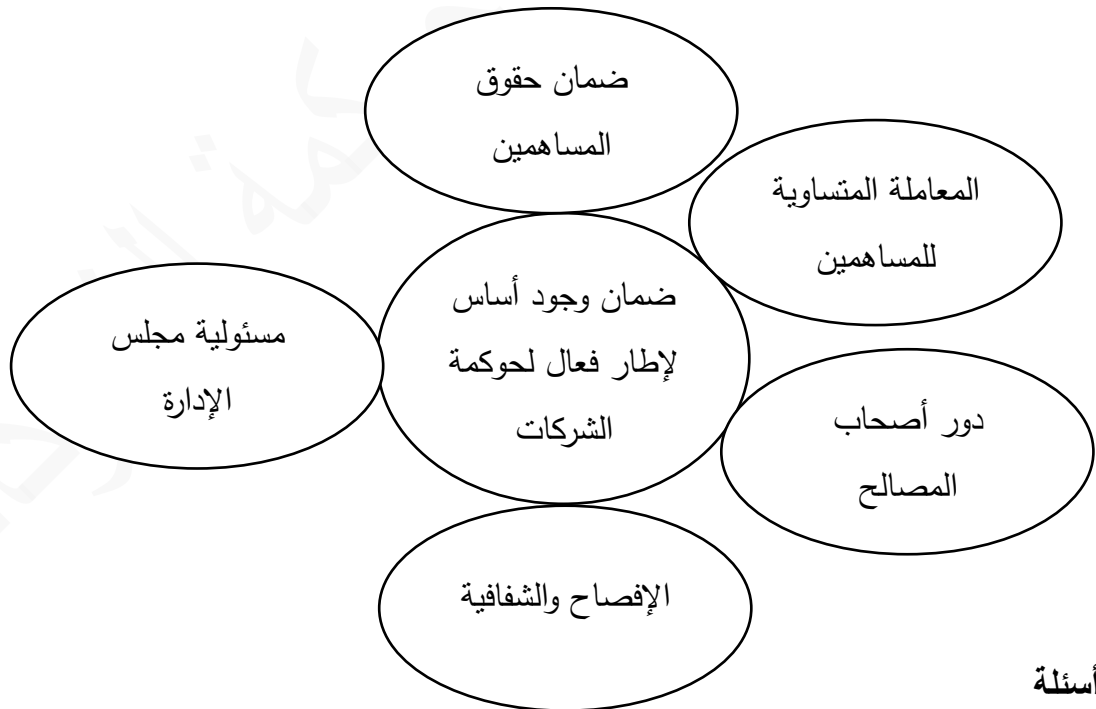 ضمان حقوق
المساهمين
المعاملة المتساوية
للمساهمين
ضمان وجود أساس
لإطار فعال لحوكمة
الشركات
مسئولية مجلس
الإدارة
دور أصحاب
المصالح
الإفصاح والشفافية
أسئلة